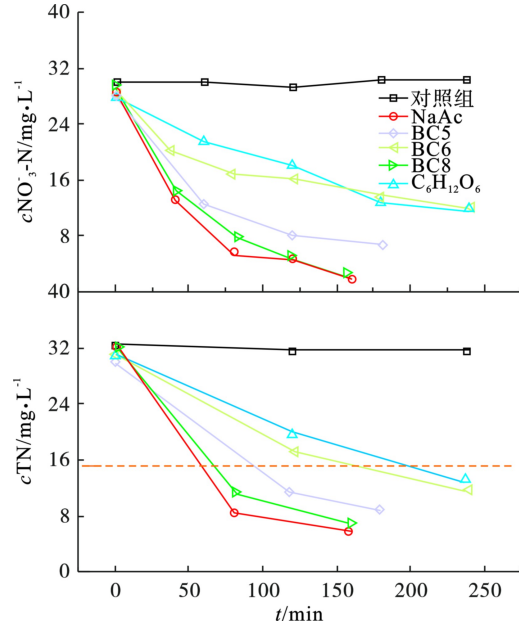 40
32
24
16
8
40
32
24
16
8
0
cNO₃⁻-N/mg•L⁻¹
对照组
NaAc
BC5
BC6
BC8
C₆H₁₂O₆
cTN/mg•L⁻¹
0 50 100 150 200 250
t/min